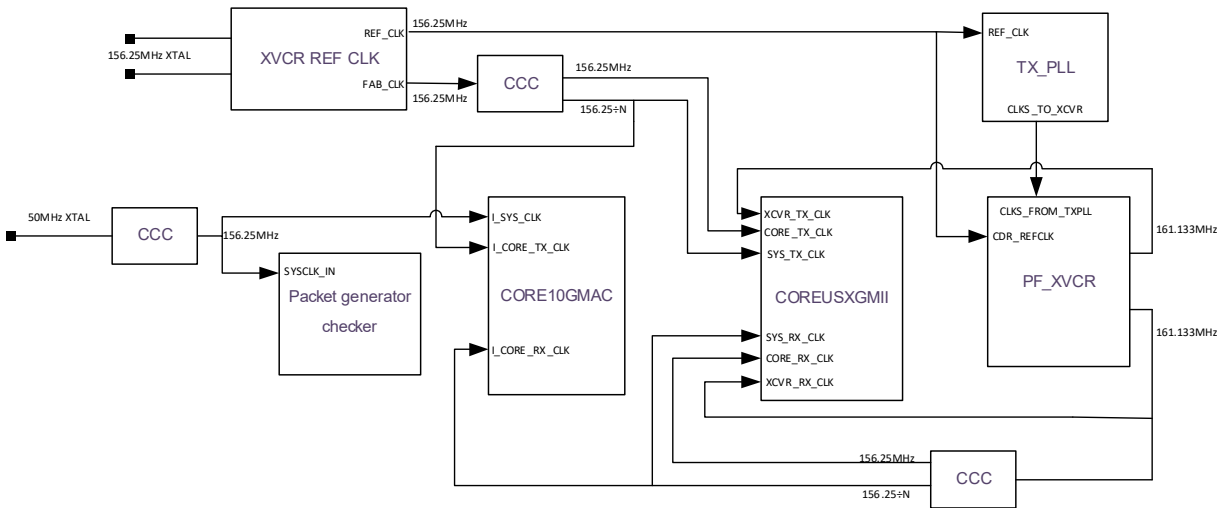 156.25MHz
REF_CLK
REF_CLK
156.25MHz XTAL
XVCR REF CLK
TX_PLL
156.25MHz
FAB_CLK
CCC
156.25MHz
156.25÷N
CLKS_TO_XCVR
50MHz XTAL
CCC
156.25MHz
I_SYS_CLK
XCVR_TX_CLK
CLKS_FROM_TXPLL
CORE_TX_CLK
CDR_REFCLK
161.133MHz
I_CORE_TX_CLK
SYS_TX_CLK
SYSCLK_IN
Packet generator
checker
CORE10GMAC
COREUSXGMII
PF_XVCR
161.133MHz
SYS_RX_CLK
I_CORE_RX_CLK
CORE_RX_CLK
XCVR_RX_CLK
156.25MHz
CCC
156.25÷N